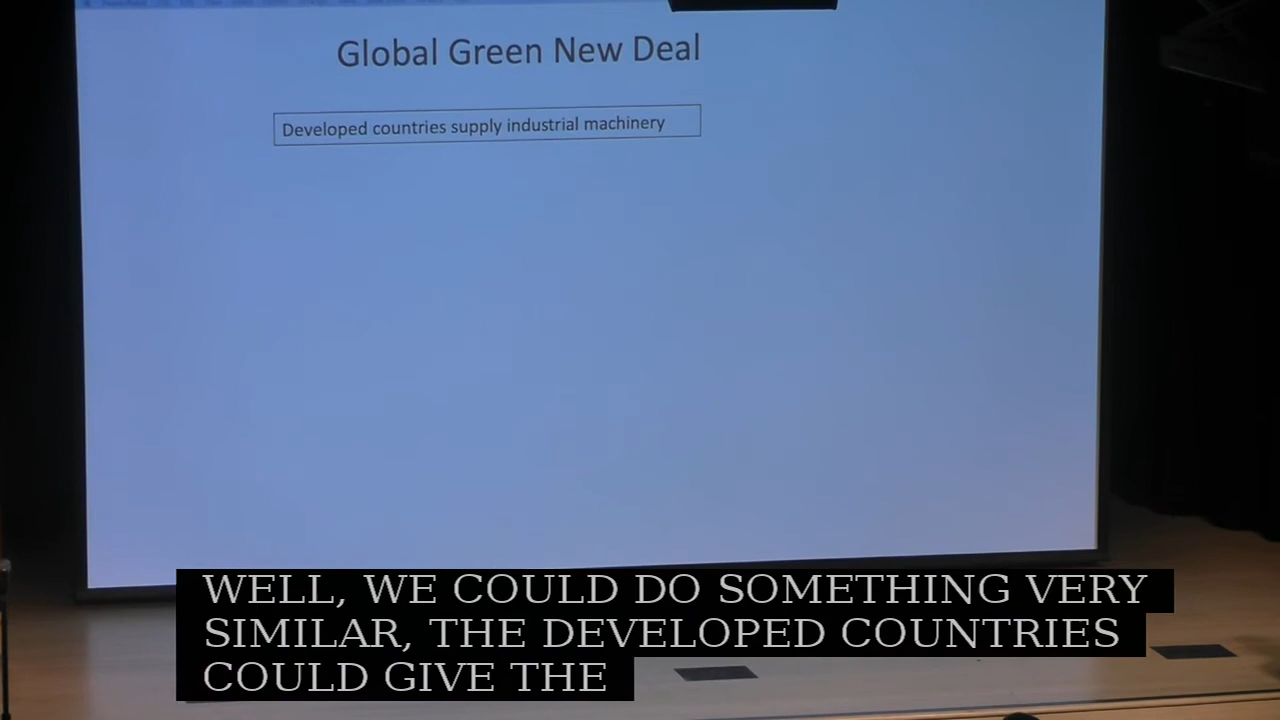 Global Green New Deal
Developed countries supply industrial machinery
WELL, WE COULD DO SOMETHING VERY
SIMILAR, THE DEVELOPED COUNTRIES
COULD GIVE THE